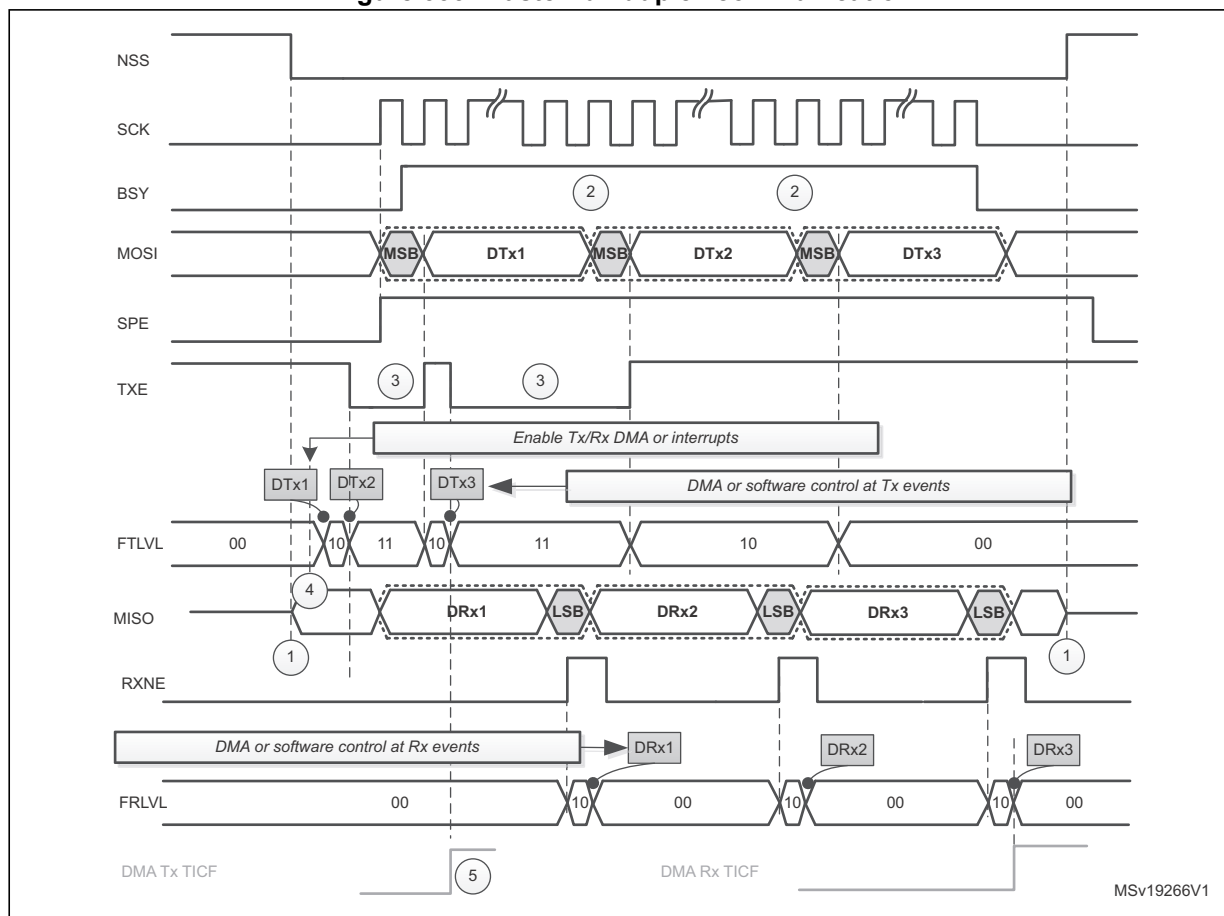 NSS
SCK
BSY
2 2
MOSI
MSB DTx1 MSB DTx2 MSB DTx3
SPE
TXE
3 3
Enable Tx/Rx DMA or interrupts
DTx1 DTx2 DTx3 DMA or software control at Tx events
FTLVL 00 10 11 10 11 10 00
4
MISO DRx1 LSB DRx2 LSB DRx3 LSB
1 1
RXNE
DMA or software control at Rx events DRx1 DRx2 DRx3
FRLVL 00 10 00 10 00 10 00
DMA Tx TICF 5 DMA Rx TICF
MSv19266V1